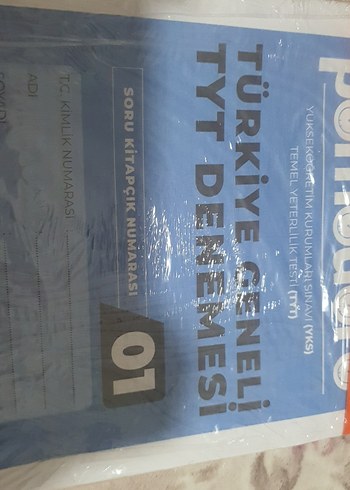 YÜKSEKÖĞRETİM KURUMLARI SINAVI (YKS)
TEMEL YETERLİLİK TESTİ (TYT)
TÜRKİYE GENELİ
TYT DENEMESİ
SORU KİTAPÇIK NUMARASI
01
T.C. KİMLİK NUMARASI
ADI
SOYADI